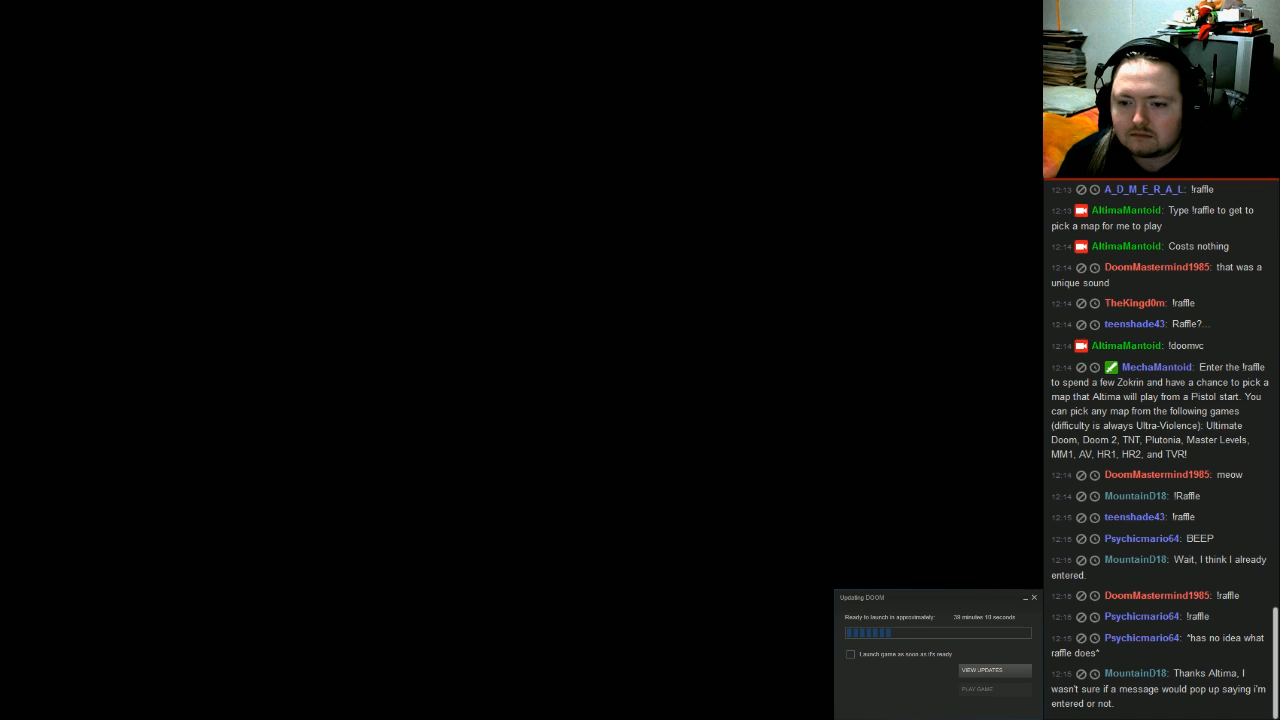 12:13 A_D_M_E_R_A_L: !raffle
12:13 AltimaMantoid: Type !raffle to get to
pick a map for me to play
12:14 AltimaMantoid: Costs nothing
12:14 DoomMastermind1985: that was a
unique sound
12:14 TheKingd0m: !raffle
12:14 teenshade43: Raffle?...
12:14 AltimaMantoid: !doomvc
12:14 MechaMantoid: Enter the !raffle
to spend a few Zokrin and have a chance to pick a
map that Altima will play from a Pistol start. You
can pick any map from the following games
(difficulty is always Ultra-Violence): Ultimate
Doom, Doom 2, TNT, Plutonia, Master Levels,
MM1, AV, HR1, HR2, and TVR!
12:14 DoomMastermind1985: meow
12:14 MountainD18: !Raffle
12:15 teenshade43: !raffle
12:15 Psychicmario64: BEEP
12:15 MountainD18: Wait, I think I already
entered.
12:15 DoomMastermind1985: !raffle
12:15 Psychicmario64: !raffle
12:15 Psychicmario64: *has no idea what
raffle does*
12:15 MountainD18: Thanks Altima, I
wasn't sure if a message would pop up saying i'm
entered or not.
Updating DOOM
Ready to launch in approximately: 39 minutes 10 seconds
Launch game as soon as it's ready
VIEW UPDATES
PLAY GAME